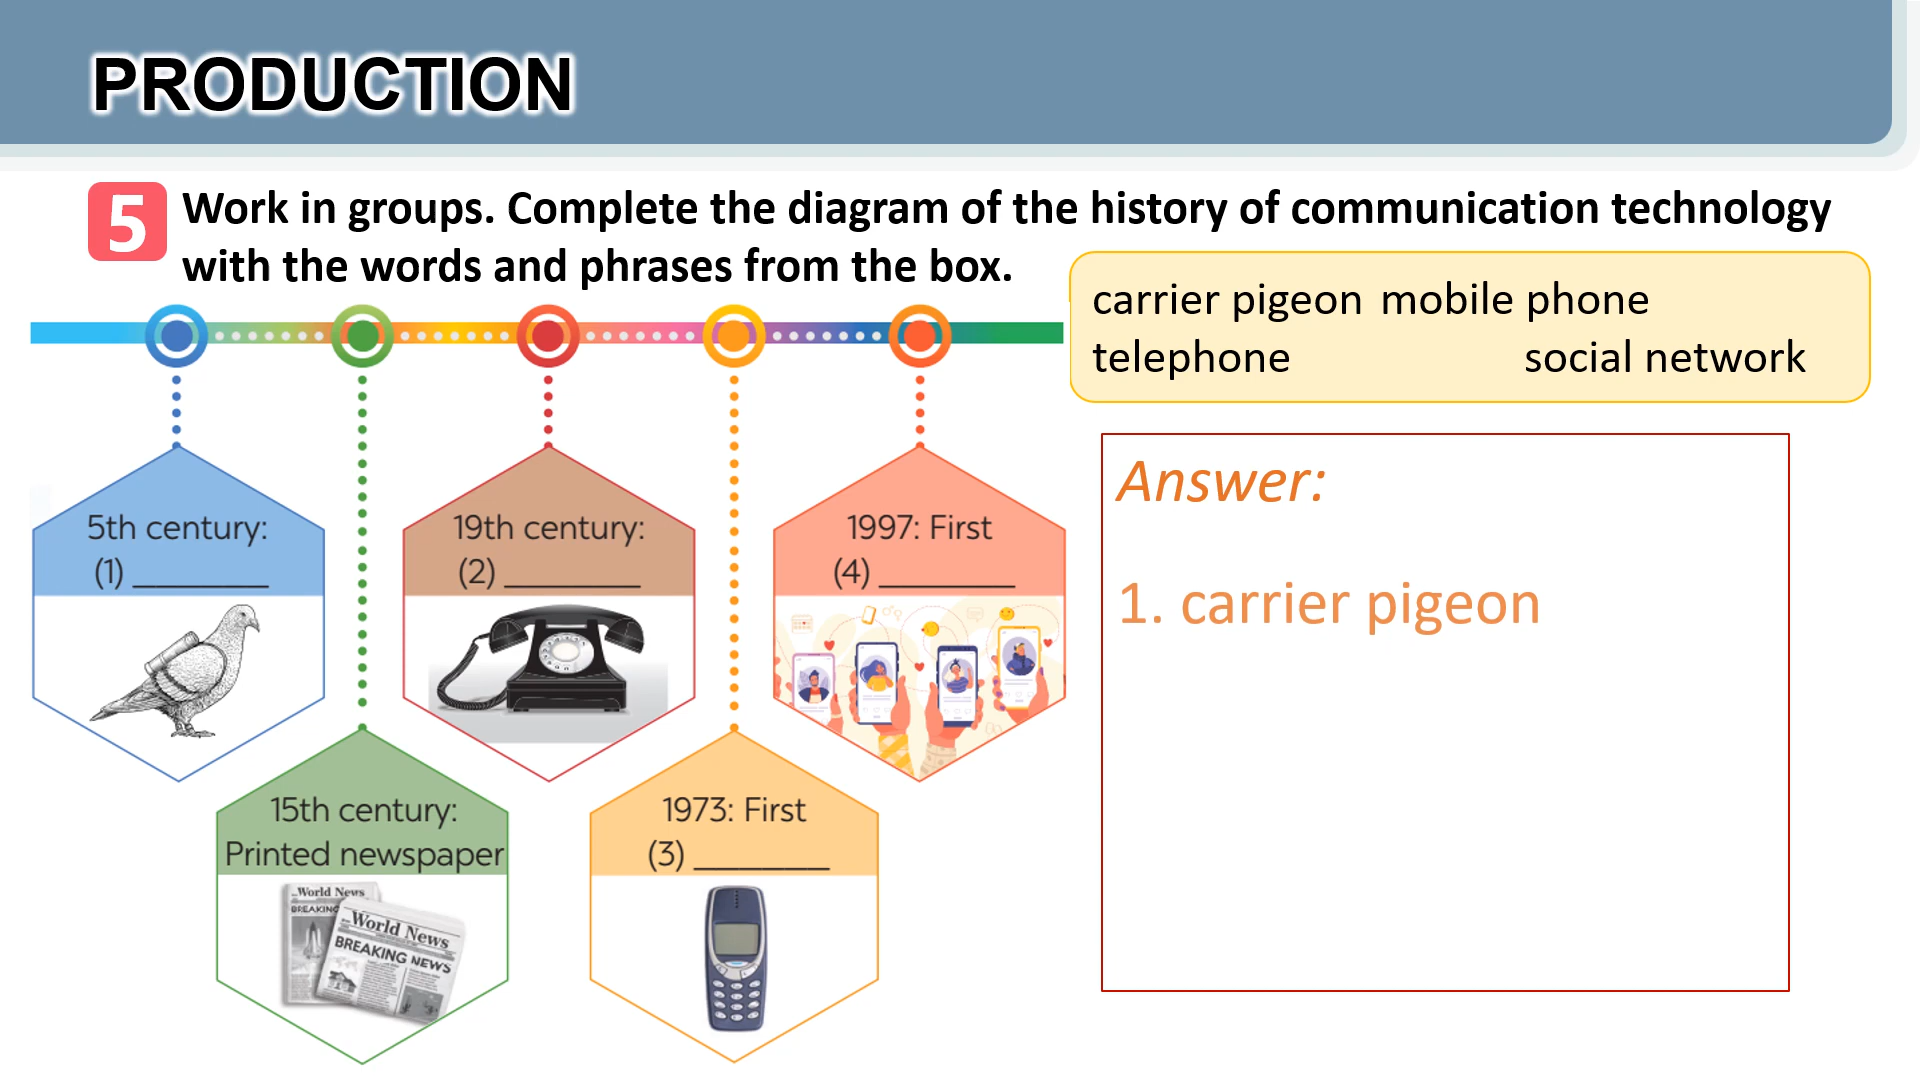 PRODUCTION
5 Work in groups. Complete the diagram of the history of communication technology
with the words and phrases from the box.
carrier pigeon mobile phone
telephone social network
5th century:
(1) ________
19th century:
(2) ________
1997: First
(4) ________
15th century:
Printed newspaper
World News
BREAKING
World News
BREAKING NEWS
1973: First
(3) ________
Answer:
1. carrier pigeon